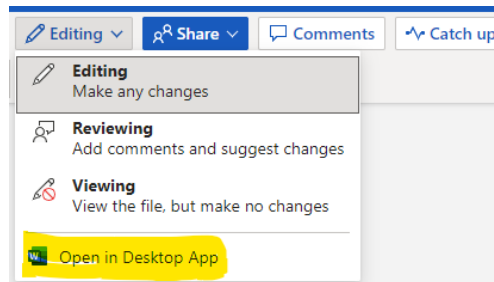 Editing Share Comments Catch up
Editing
Make any changes
Reviewing
Add comments and suggest changes
Viewing
View the file, but make no changes
W Open in Desktop App